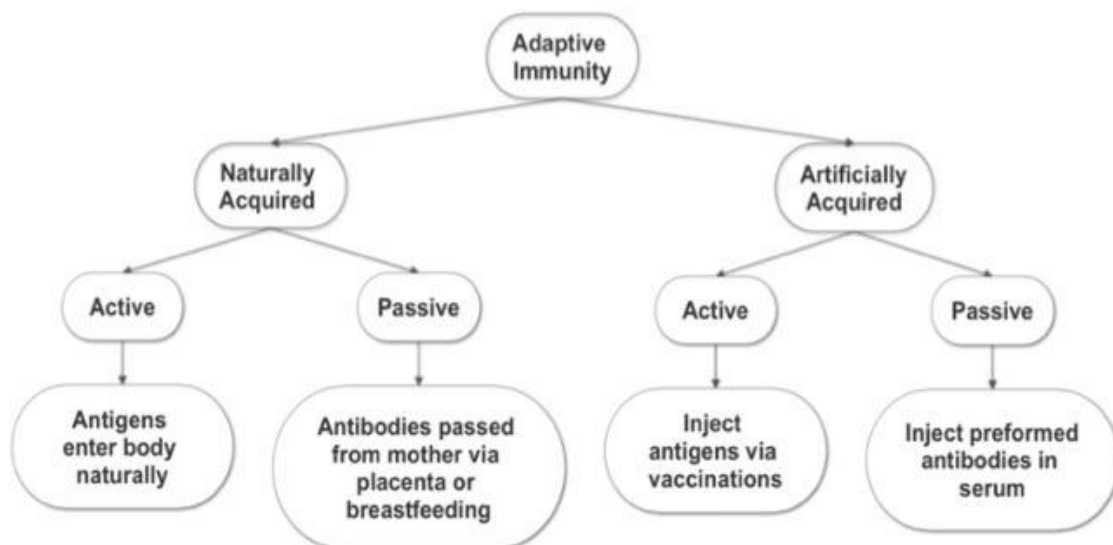 Adaptive
Immunity
Naturally
Acquired
Artificially
Acquired
Active
Passive
Active
Passive
Antigens
enter body
naturally
Antibodies passed
from mother via
placenta or
breastfeeding
Inject
antigens via
vaccinations
Inject preformed
antibodies in
serum